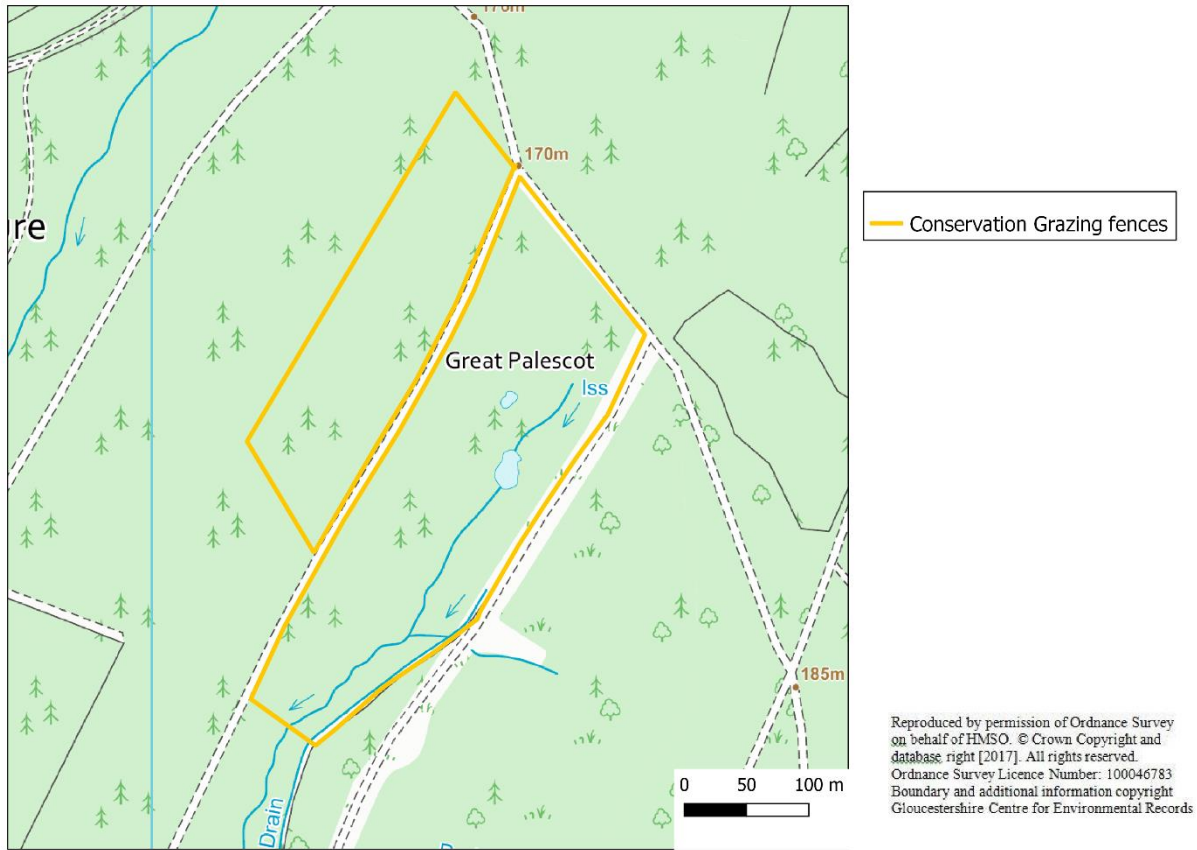 170m
ure
170m
Great Palescot
Iss
185m
Drain
0 50 100 m
Conservation Grazing fences
Reproduced by permission of Ordnance Survey
on behalf of HMSO. © Crown Copyright and
database right [2017]. All rights reserved.
Ordnance Survey Licence Number: 100046783
Boundary and additional information copyright
Gloucestershire Centre for Environmental Records